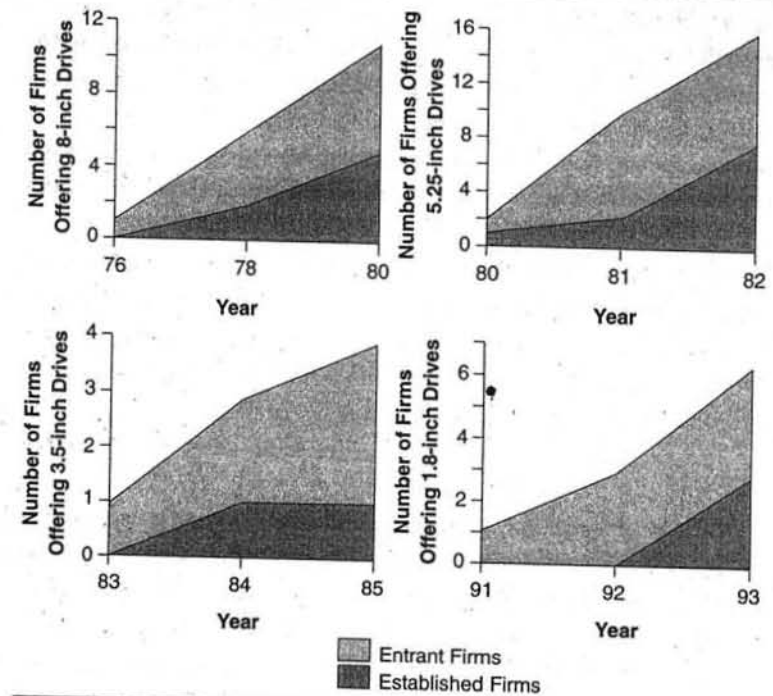 Number of Firms
Offering 8-inch Drives
12
8
4
0
76
78
80
Year
Number of Firms Offering
5.25-inch Drives
16
12
8
4
0
80
81
82
Year
Number of Firms
Offering 3.5-inch Drives
4
3
2
1
0
83
84
85
Year
Number of Firms
Offering 1.8-inch Drives
6
4
2
0
91
92
93
Year
Entrant Firms
Established Firms